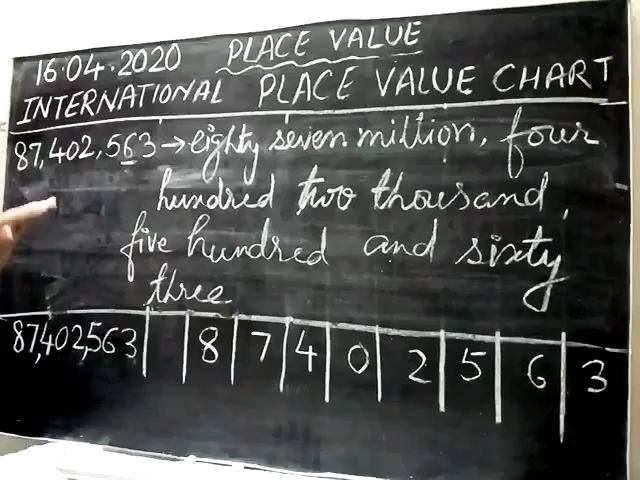 16.04.2020 PLACE VALUE
INTERNATIONAL PLACE VALUE CHART
87,402,563 → eighty seven million, four
hundred two thousand,
five hundred and sixty
three
87,402,563 8 7 4 0 2 5 6 3